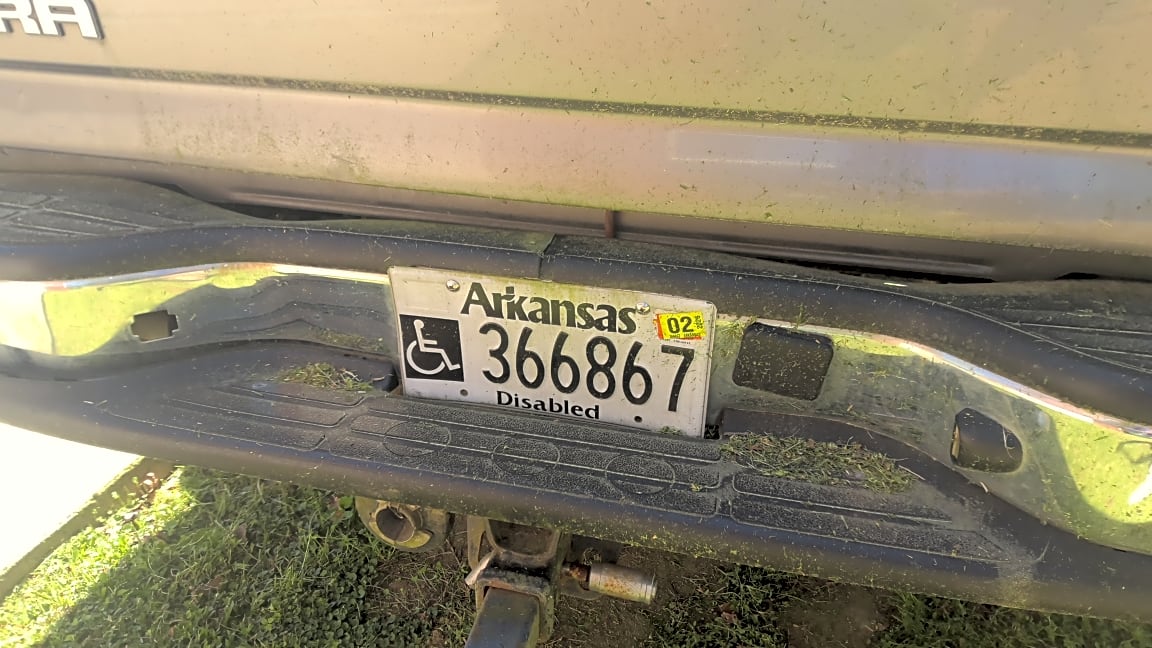 RA
Arkansas
02
366867
Disabled